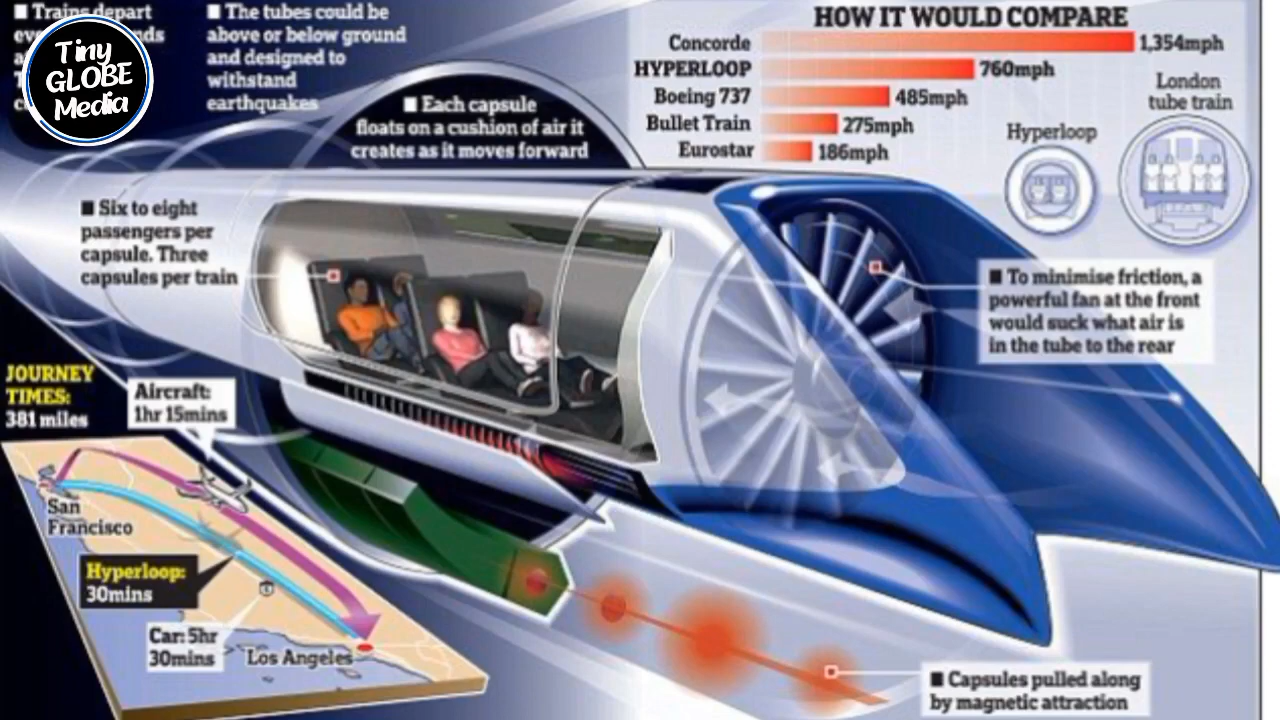 ■ Trains depart
Tiny
GLOBE
Media
■ The tubes could be
above or below ground
and designed to
withstand
earthquakes
■ Each capsule
floats on a cushion of air it
creates as it moves forward
HOW IT WOULD COMPARE
Concorde 1,354mph
HYPERLOOP 760mph
Boeing 737 485mph
Bullet Train 275mph
Eurostar 186mph
Hyperloop
London
tube train
■ Six to eight
passengers per
capsule. Three
capsules per train
■ To minimise friction, a
powerful fan at the front
would suck what air is
in the tube to the rear
JOURNEY
TIMES:
381 miles
Aircraft:
1hr 15mins
San
Francisco
Hyperloop:
30mins
Car: 5hr
30mins
Los Angeles
■ Capsules pulled along
by magnetic attraction